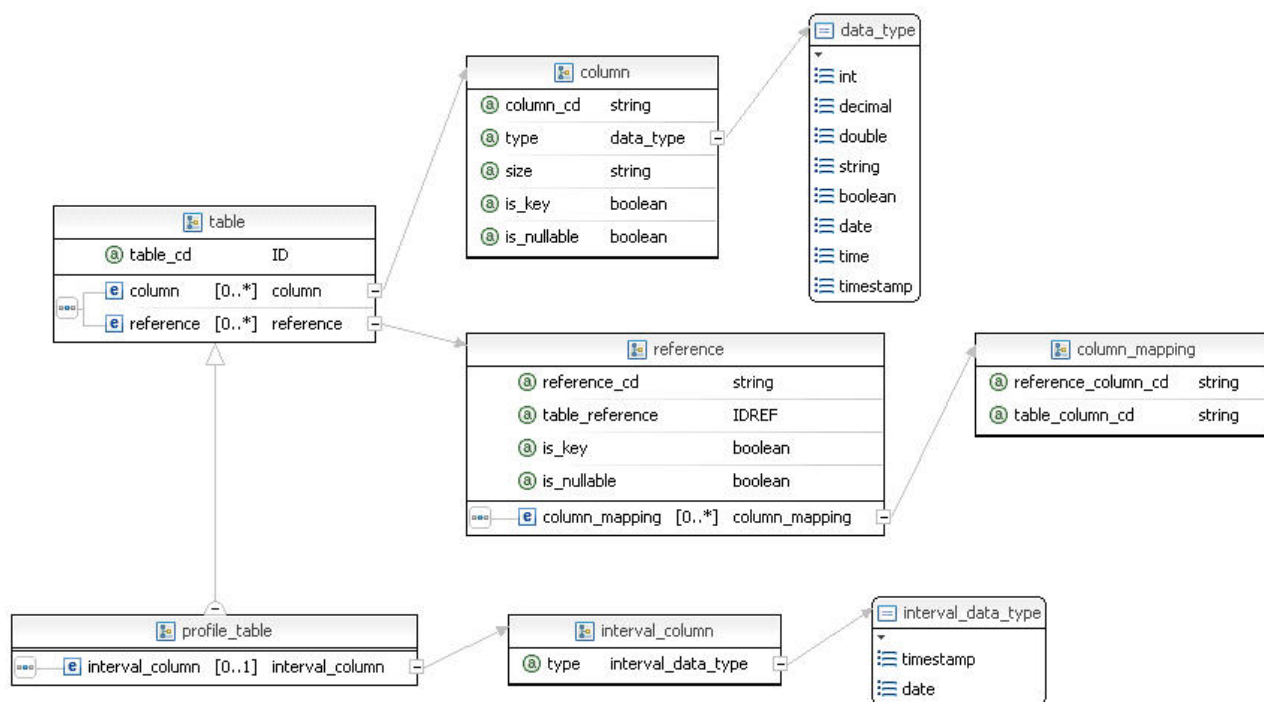 data_type
int
decimal
double
string
boolean
date
time
timestamp
column
column_cd string
type data_type
size string
is_key boolean
is_nullable boolean
table
table_cd ID
column [0..*] column
reference [0..*] reference
reference
reference_cd string
table_reference IDREF
is_key boolean
is_nullable boolean
column_mapping [0..*] column_mapping
column_mapping
reference_column_cd string
table_column_cd string
profile_table
interval_column [0..1] interval_column
interval_column
type interval_data_type
interval_data_type
timestamp
date